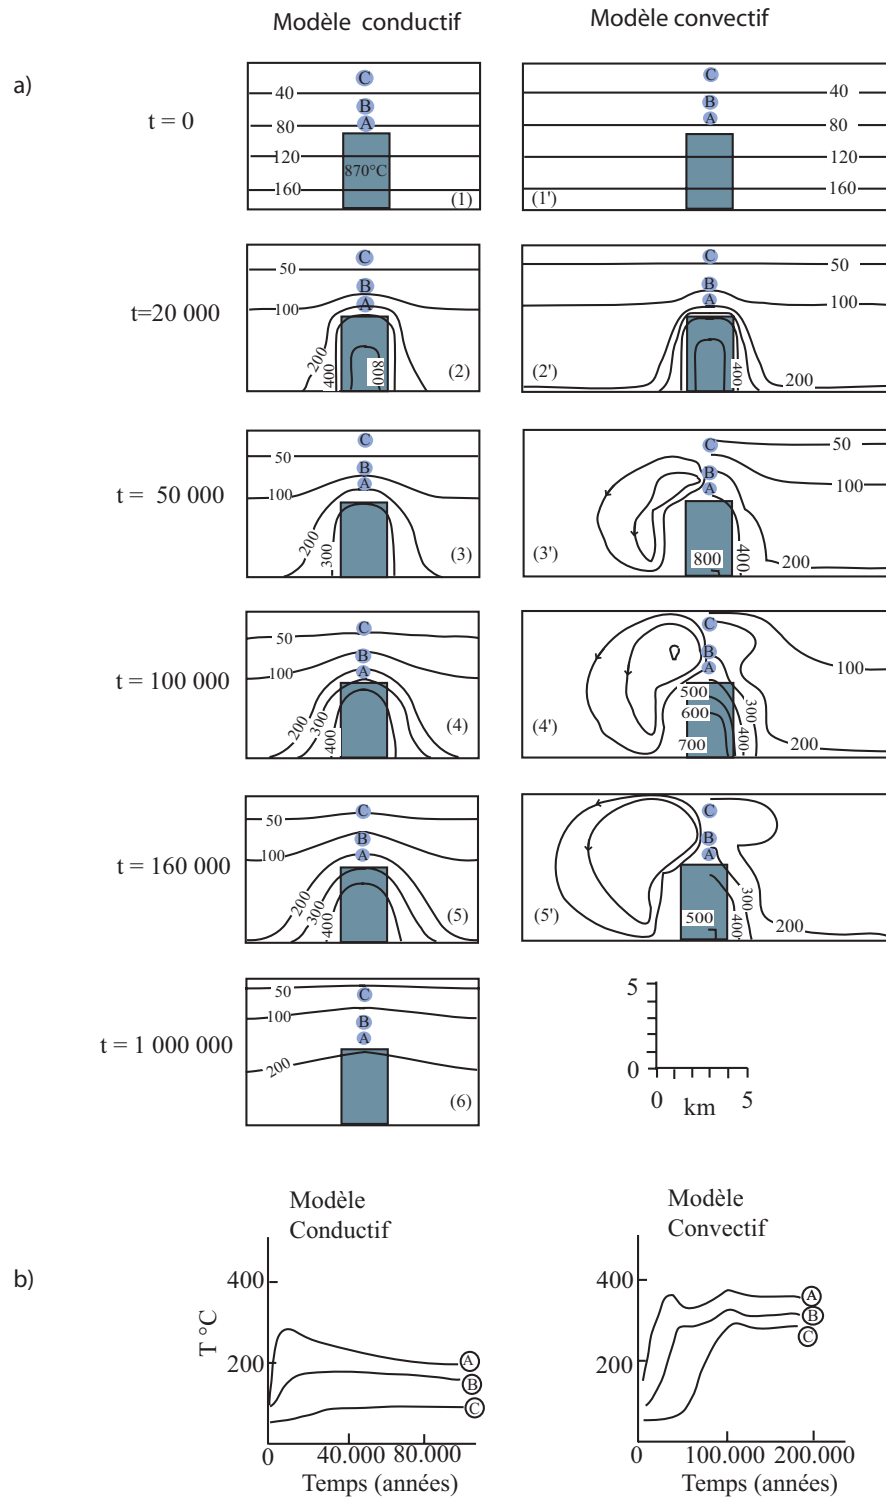 Modèle conductif
Modèle convectif
a)
t = 0
C
40
B
A
80
120
870°C
160
(1)
C
40
B
A
80
120
160
(1')
t=20 000
C
50
B
100
A
200
400
800
(2)
C
50
B
A
100
400
200
(2')
t = 50 000
C
50
B
A
100
200
300
(3)
C
50
B
A
100
400
200
800
(3')
t = 100 000
C
50
B
100
A
200
300
400
(4)
C
B
A
100
500
300
600
400
700
200
(4')
t = 160 000
C
50
B
100
A
200
300
400
(5)
C
B
A
300
200
400
500
(5')
t = 1 000 000
50
C
100
B
A
200
(6)
5
0
0
km
5
b)
Modèle
Conductif
T °C
400
200
A
B
C
0
40.000
80.000
Temps (années)
Modèle
Convectif
400
200
A
B
C
0
100.000
200.000
Temps (années)